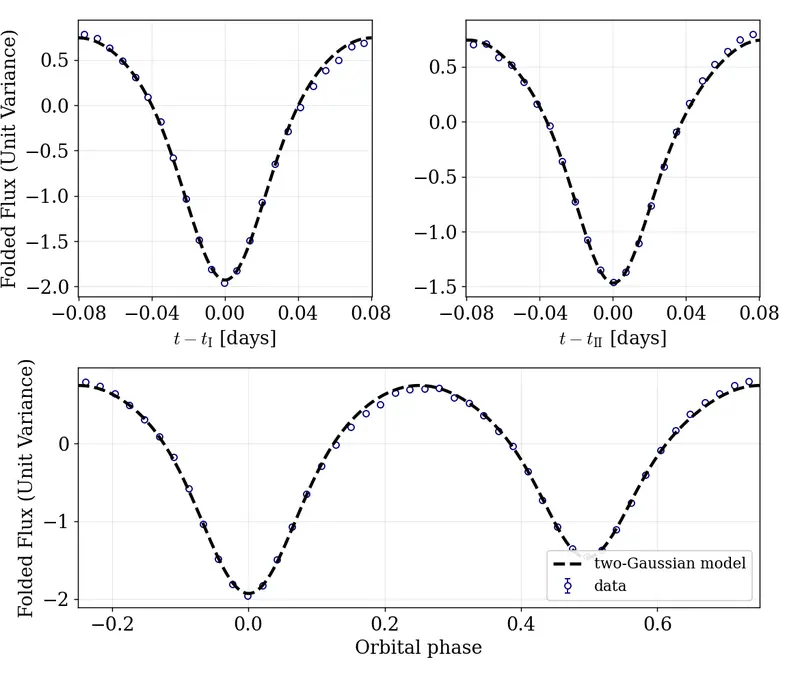 Folded Flux (Unit Variance)
0.5
0.0
−0.5
−1.0
−1.5
−2.0
−0.08 −0.04 0.00 0.04 0.08
t − tI [days]
0.5
0.0
−0.5
−1.0
−1.5
−0.08 −0.04 0.00 0.04 0.08
t − tII [days]
Folded Flux (Unit Variance)
0
−1
−2
two-Gaussian model
data
−0.2 0.0 0.2 0.4 0.6
Orbital phase